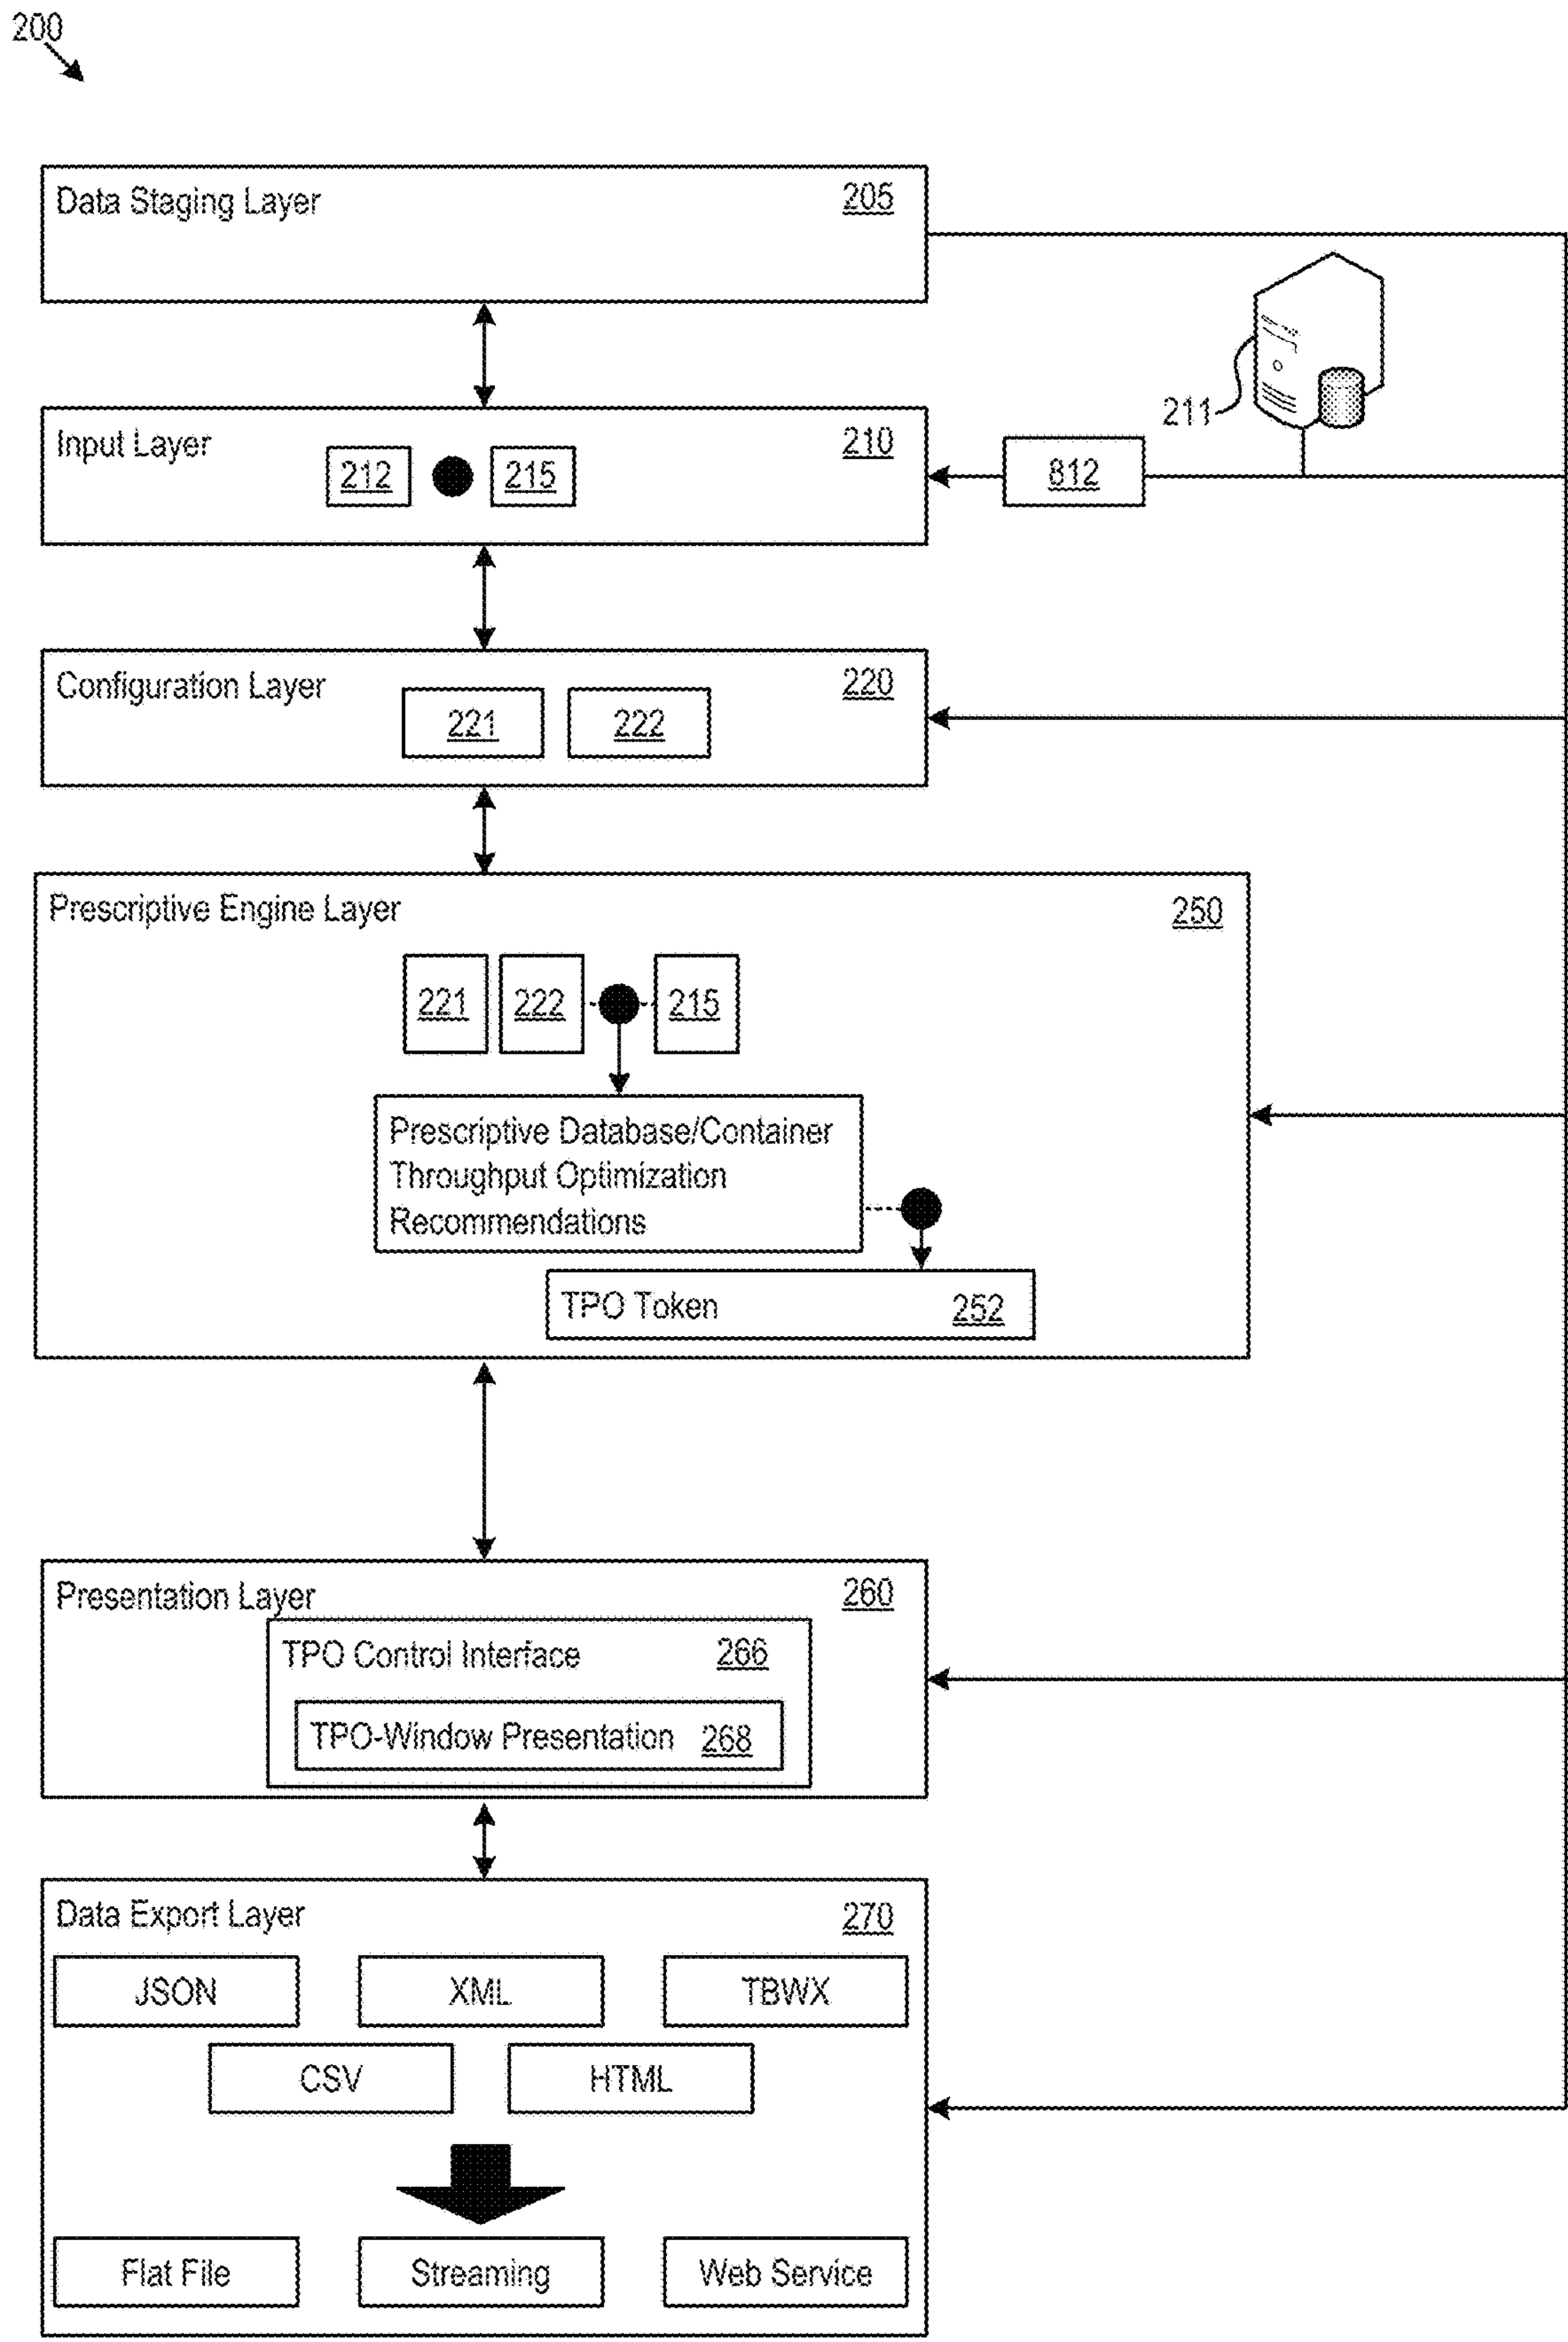 200
Data Staging Layer 205
211
Input Layer 210
212 215
812
Configuration Layer 220
221 222
Prescriptive Engine Layer 250
221 222 215
Prescriptive Database/Container
Throughput Optimization
Recommendations
TPO Token 252
Presentation Layer 260
TPO Control Interface 266
TPO-Window Presentation 268
Data Export Layer 270
JSON XML TBWX
CSV HTML
Flat File Streaming Web Service